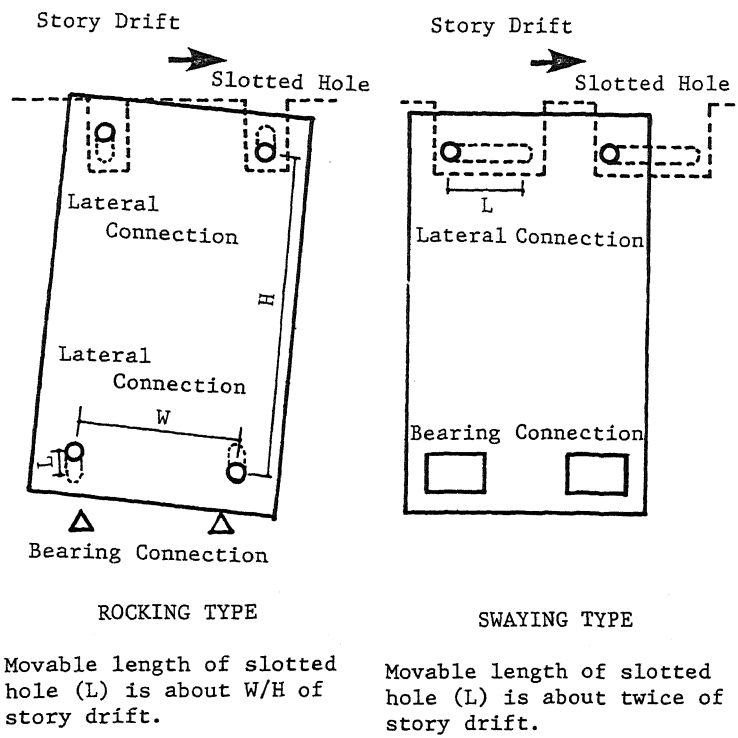 Story Drift
Slotted Hole
Lateral
Connection
H
Lateral
Connection
W
L
Bearing Connection
ROCKING TYPE
Movable length of slotted
hole (L) is about W/H of
story drift.
Story Drift
Slotted Hole
L
Lateral Connection
Bearing Connection
SWAYING TYPE
Movable length of slotted
hole (L) is about twice of
story drift.